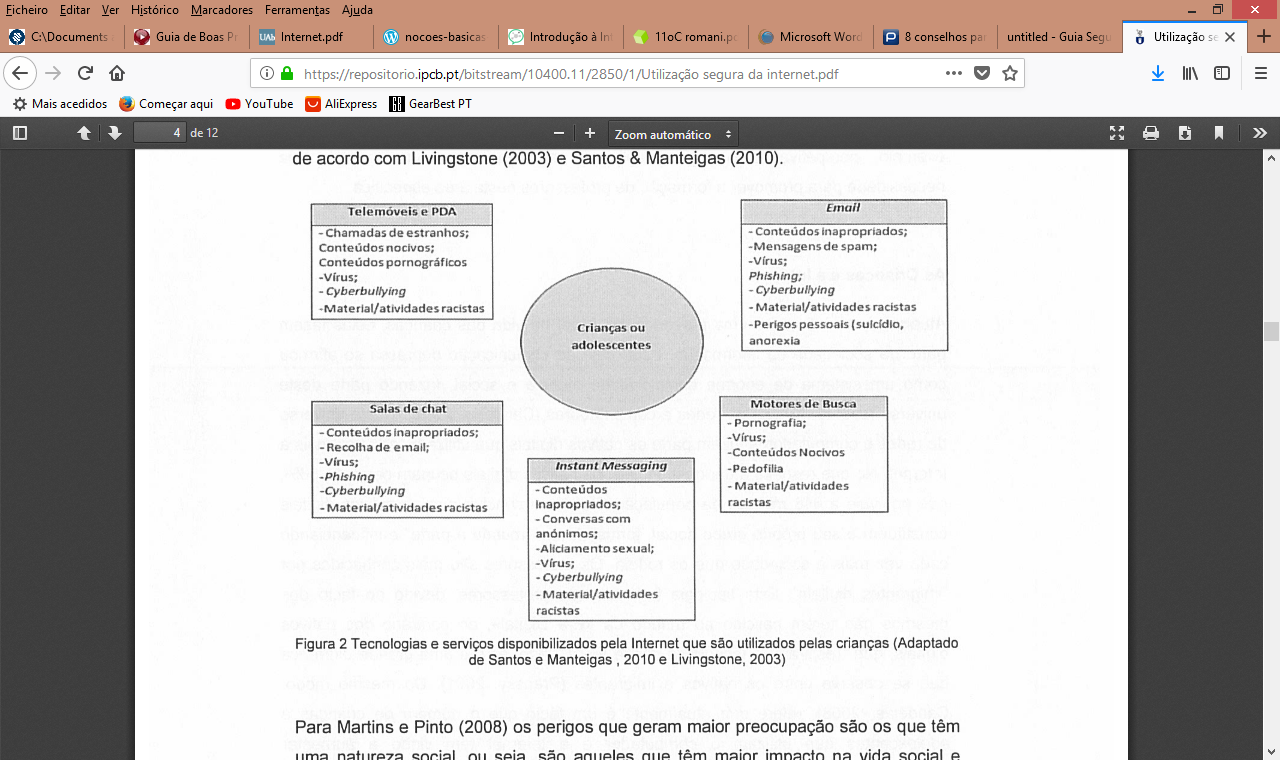 Ficheiro Editar Ver Histórico Marcadores Ferramentas Ajuda
C:\Documents
Guia de Boas P
Internet.pdf
nocoes-basicas
Introdução à In
11oC romani.po
Microsoft Word
8 conselhos pa
untitled - Guia Segu
Utilização se
https://repositorio.ipcb.pt/bitstream/10400.11/2850/1/Utilização segura da internet.pdf
Mais acedidos
Começar aqui
YouTube
AliExpress
GearBest PT
4 de 12
Zoom automático
de acordo com Livingstone (2003) e Santos & Manteigas (2010).
Telemóveis e PDA
- Chamadas de estranhos;
Conteúdos nocivos;
Conteúdos pornográficos
-Vírus;
- Cyberbullying
- Material/atividades racistas
Email
- Conteúdos inapropriados;
-Mensagens de spam;
-Vírus;
Phishing;
- Cyberbullying
- Material/atividades racistas
-Perigos pessoais (suicídio,
anorexia
Crianças ou
adolescentes
Salas de chat
- Conteúdos inapropriados;
- Recolha de email;
-Vírus;
-Phishing
-Cyberbullying
- Material/atividades racistas
Instant Messaging
- Conteúdos
inapropriados;
- Conversas com
anónimos;
-Aliciamento sexual;
-Vírus;
- Cyberbullying
- Material/atividades
racistas
Motores de Busca
- Pornografia;
-Vírus;
-Conteúdos Nocivos
-Pedofilia
- Material/atividades
racistas
Figura 2 Tecnologias e serviços disponibilizados pela Internet que são utilizados pelas crianças (Adaptado
de Santos e Manteigas , 2010 e Livingstone, 2003)
Para Martins e Pinto (2008) os perigos que geram maior preocupação são os que têm
uma natureza social, ou seja, são aqueles que têm maior impacto na vida social e